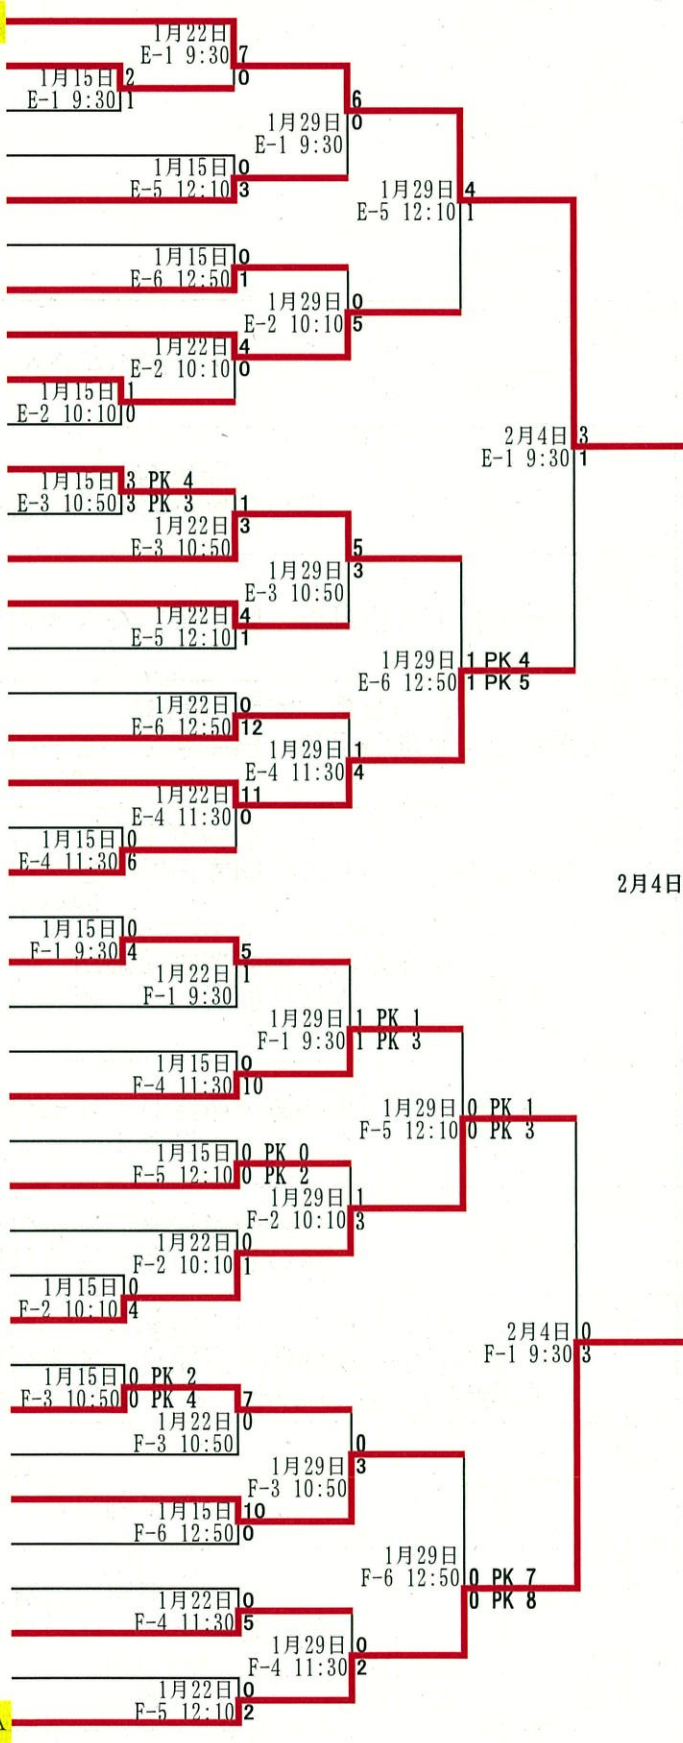 1月22日
E-1 9:30 7
0
1月15日 2
E-1 9:30 1
6
1月29日 0
E-1 9:30
1月15日 0
E-5 12:10 3
1月29日 4
E-5 12:10 1
1月15日 0
E-6 12:50 1
1月29日 0
E-2 10:10 5
1月22日 4
E-2 10:10 0
1月15日 1
E-2 10:10 0
2月4日 3
E-1 9:30 1
1月15日 3 PK 4
E-3 10:50 3 PK 3
1
1月22日 3
E-3 10:50
5
1月29日 3
E-3 10:50
1月22日 4
E-5 12:10 1
1月29日 1 PK 4
E-6 12:50 1 PK 5
1月22日 0
E-6 12:50 12
1月29日 1
E-4 11:30 4
1月22日 11
E-4 11:30 0
1月15日 0
E-4 11:30 6
2月4日
1月15日 0
F-1 9:30 4
5
1月22日 1
F-1 9:30
1月29日 1 PK 1
F-1 9:30 1 PK 3
1月15日 0
F-4 11:30 10
1月29日 0 PK 1
F-5 12:10 0 PK 3
1月15日 0 PK 0
F-5 12:10 0 PK 2
1月29日 1
F-2 10:10 3
1月22日 0
F-2 10:10 1
1月15日 0
F-2 10:10 4
2月4日 0
F-1 9:30 3
1月15日 0 PK 2
F-3 10:50 0 PK 4
7
1月22日 0
F-3 10:50
0
1月29日 3
F-3 10:50
1月15日 10
F-6 12:50 0
1月29日
F-6 12:50 0 PK 7
0 PK 8
1月22日 0
F-4 11:30 5
1月29日 0
F-4 11:30 2
1月22日 0
F-5 12:10 2